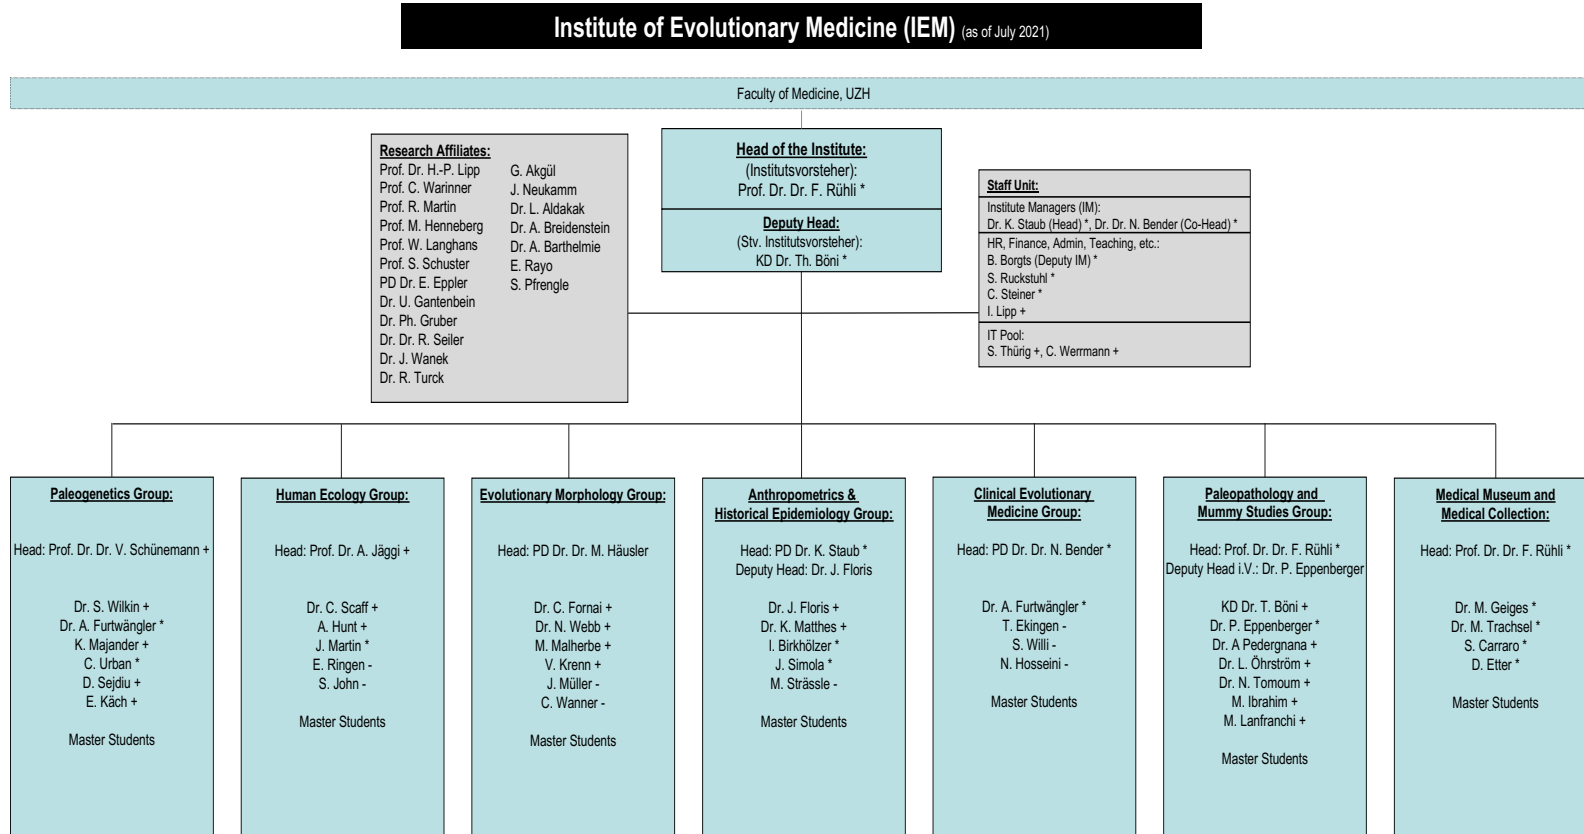 Institute of Evolutionary Medicine (IEM) (as of July 2021)
Faculty of Medicine, UZH
Research Affiliates:
Prof. Dr. H.-P. Lipp
Prof. C. Warinner
Prof. R. Martin
Prof. M. Henneberg
Prof. W. Langhans
Prof. S. Schuster
PD Dr. E. Eppler
Dr. U. Gantenbein
Dr. Ph. Gruber
Dr. Dr. R. Seiler
Dr. J. Wanek
Dr. R. Turck
G. Akgül
J. Neukamm
Dr. L. Aldakak
Dr. A. Breidenstein
Dr. A. Barthelmie
E. Rayo
S. Pfrengle
Head of the Institute:
(Institutsvorsteher):
Prof. Dr. Dr. F. Rühli *
Deputy Head:
(Stv. Institutsvorsteher):
KD Dr. Th. Böni *
Staff Unit:
Institute Managers (IM):
Dr. K. Staub (Head) *, Dr. Dr. N. Bender (Co-Head) *
HR, Finance, Admin, Teaching, etc.:
B. Borgts (Deputy IM) *
S. Ruckstuhl *
C. Steiner *
I. Lipp +
IT Pool:
S. Thürig +, C. Werrmann +
Paleogenetics Group:
Head: Prof. Dr. Dr. V. Schünemann +
Dr. S. Wilkin +
Dr. A. Furtwängler *
K. Majander +
C. Urban *
D. Sejdiu +
E. Käch +
Master Students
Human Ecology Group:
Head: Prof. Dr. A. Jäggi +
Dr. C. Scaff +
A. Hunt +
J. Martin *
E. Ringen -
S. John -
Master Students
Evolutionary Morphology Group:
Head: PD Dr. Dr. M. Häusler
Dr. C. Fornai +
Dr. N. Webb +
M. Malherbe +
V. Krenn +
J. Müller -
C. Wanner -
Master Students
Anthropometrics &
Historical Epidemiology Group:
Head: PD Dr. K. Staub *
Deputy Head: Dr. J. Floris
Dr. J. Floris +
Dr. K. Matthes +
I. Birkhölzer *
J. Simola *
M. Strässle -
Master Students
Clinical Evolutionary
Medicine Group:
Head: PD Dr. Dr. N. Bender *
Dr. A. Furtwängler *
T. Ekingen -
S. Willi -
N. Hosseini -
Master Students
Paleopathology and
Mummy Studies Group:
Head: Prof. Dr. Dr. F. Rühli *
Deputy Head i.V.: Dr. P. Eppenberger
KD Dr. T. Böni +
Dr. P. Eppenberger *
Dr. A Pedergnana +
Dr. L. Öhrström +
Dr. N. Tomoum +
M. Ibrahim +
M. Lanfranchi +
Master Students
Medical Museum and
Medical Collection:
Head: Prof. Dr. Dr. F. Rühli *
Dr. M. Geiges *
Dr. M. Trachsel *
S. Carraro *
D. Etter *
Master Students